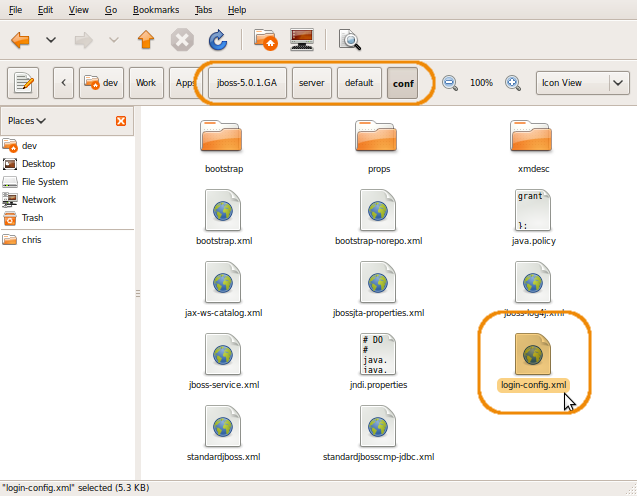 File Edit View Go Bookmarks Tabs Help
dev Work Apps jboss-5.0.1.GA server default conf 100% Icon View
Places
dev
Desktop
File System
Network
Trash
chris
bootstrap props xmdesc
grant
};
bootstrap.xml bootstrap-norepo.xml java.policy
jax-ws-catalog.xml jbossjta-properties.xml jboss-log4j.xml
# DO
#
java.
java.
jboss-service.xml jndi.properties login-config.xml
standardjboss.xml standardjbosscmp-jdbc.xml
"login-config.xml" selected (5.3 KB)